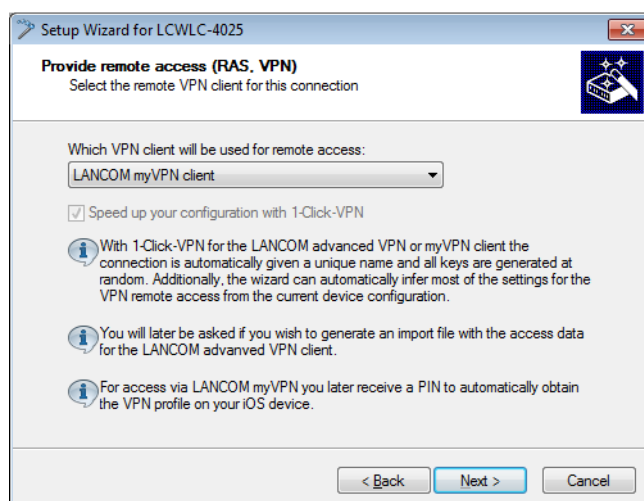 Setup Wizard for LCWLC-4025
Provide remote access (RAS, VPN)
Select the remote VPN client for this connection
Which VPN client will be used for remote access:
LANCOM myVPN client
Speed up your configuration with 1-Click-VPN
With 1-Click-VPN for the LANCOM advanced VPN or myVPN client the
connection is automatically given a unique name and all keys are generated at
random. Additionally, the wizard can automatically infer most of the settings for the
VPN remote access from the current device configuration.
You will later be asked if you wish to generate an import file with the access data
for the LANCOM advanved VPN client.
For access via LANCOM myVPN you later receive a PIN to automatically obtain
the VPN profile on your iOS device.
< Back Next > Cancel